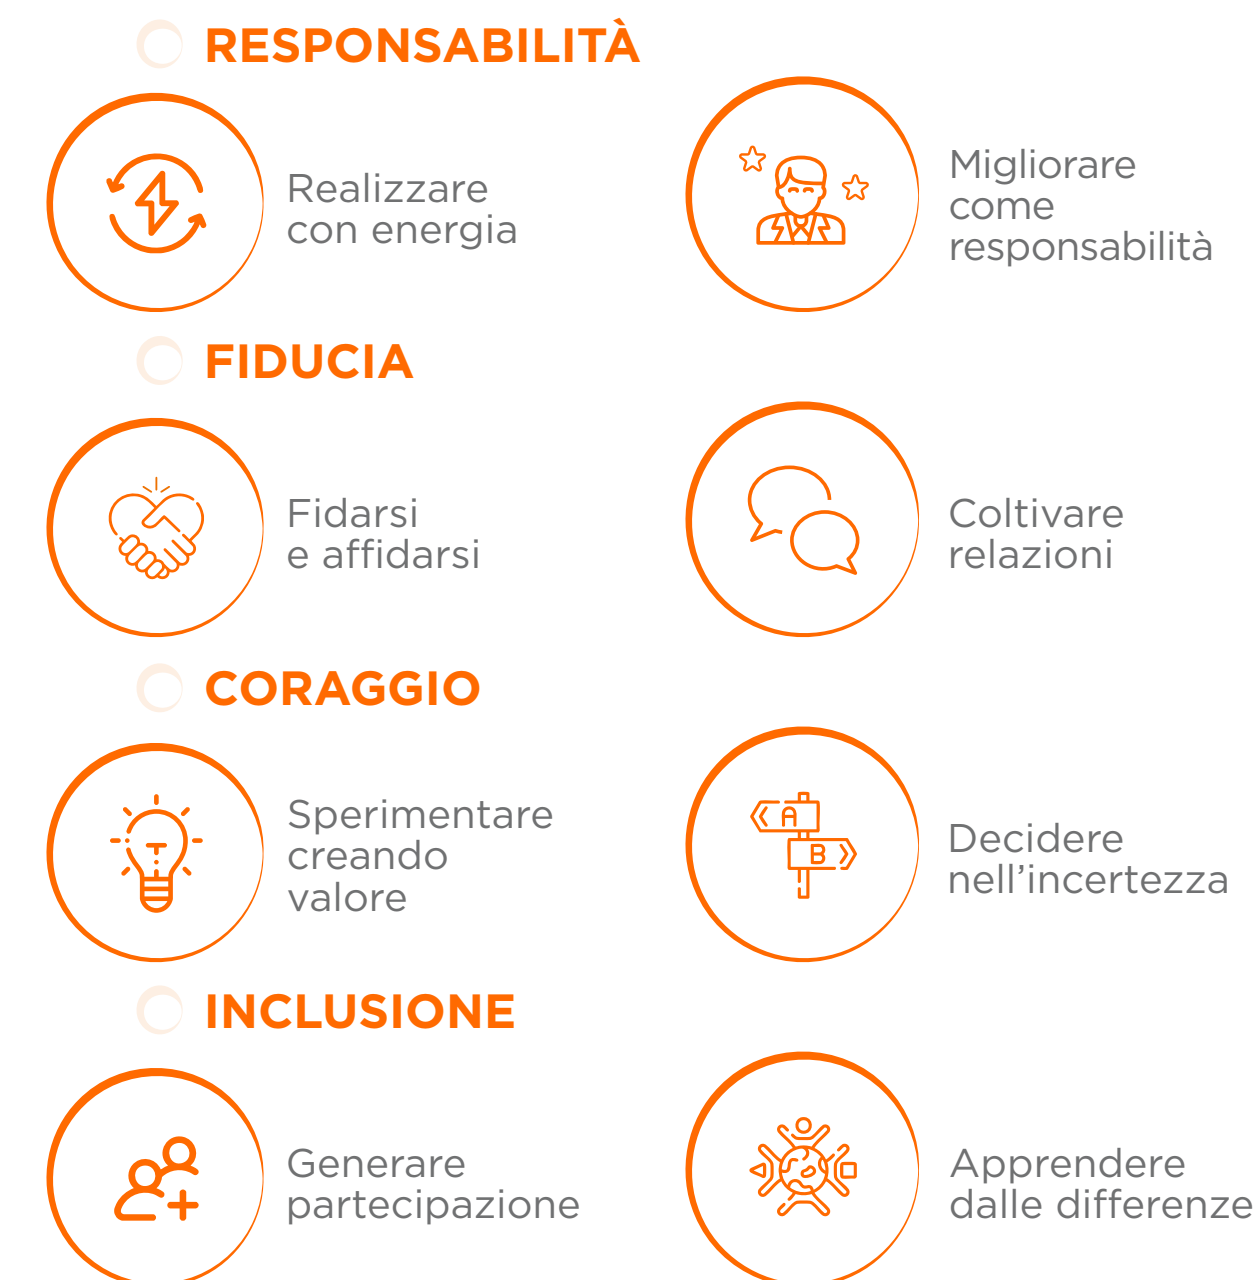 RESPONSABILITÀ
Realizzare
con energia
Migliorare
come
responsabilità
FIDUCIA
Fidarsi
e affidarsi
Coltivare
relazioni
CORAGGIO
Sperimentare
creando
valore
A
B
Decidere
nell’incertezza
INCLUSIONE
Generare
partecipazione
Apprendere
dalle differenze